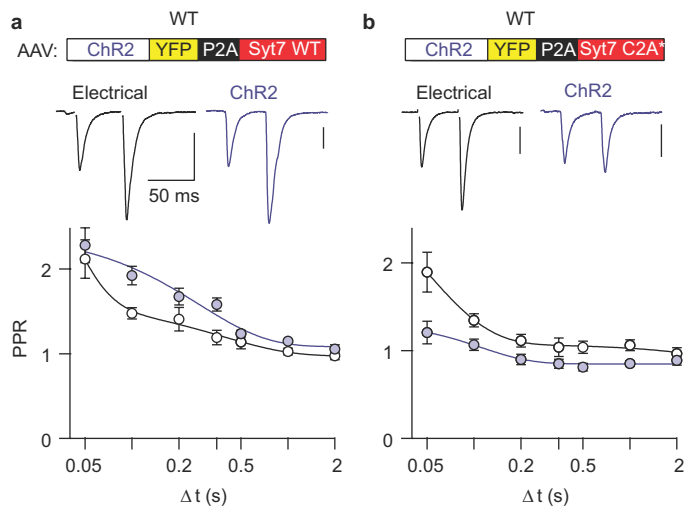 a
WT
AAV: ChR2 YFP P2A Syt7 WT
Electrical ChR2
50 ms
PPR
2
1
0
0.05 0.2 0.5 2
Δ t (s)
b
WT
ChR2 YFP P2A Syt7 C2A*
Electrical ChR2
2
1
0
0.05 0.2 0.5 2
Δ t (s)